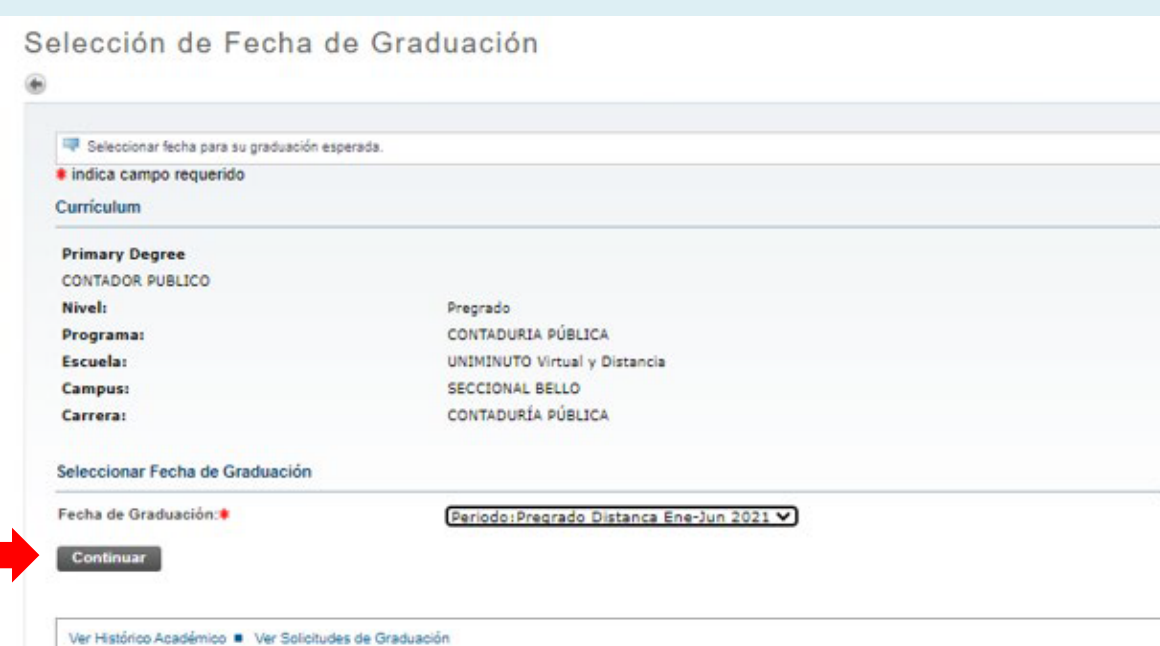 Selección de Fecha de Graduación
Seleccionar fecha para su graduación esperada.
* indica campo requerido
Currículum
Primary Degree
CONTADOR PUBLICO
Nivel: Pregrado
Programa: CONTADURIA PÚBLICA
Escuela: UNIMINUTO Virtual y Distancia
Campus: SECCIONAL BELLO
Carrera: CONTADURÍA PÚBLICA
Seleccionar Fecha de Graduación
Fecha de Graduación:* Periodo:Pregrado Distanca Ene-Jun 2021
Continuar
Ver Histórico Académico ■ Ver Solicitudes de Graduación